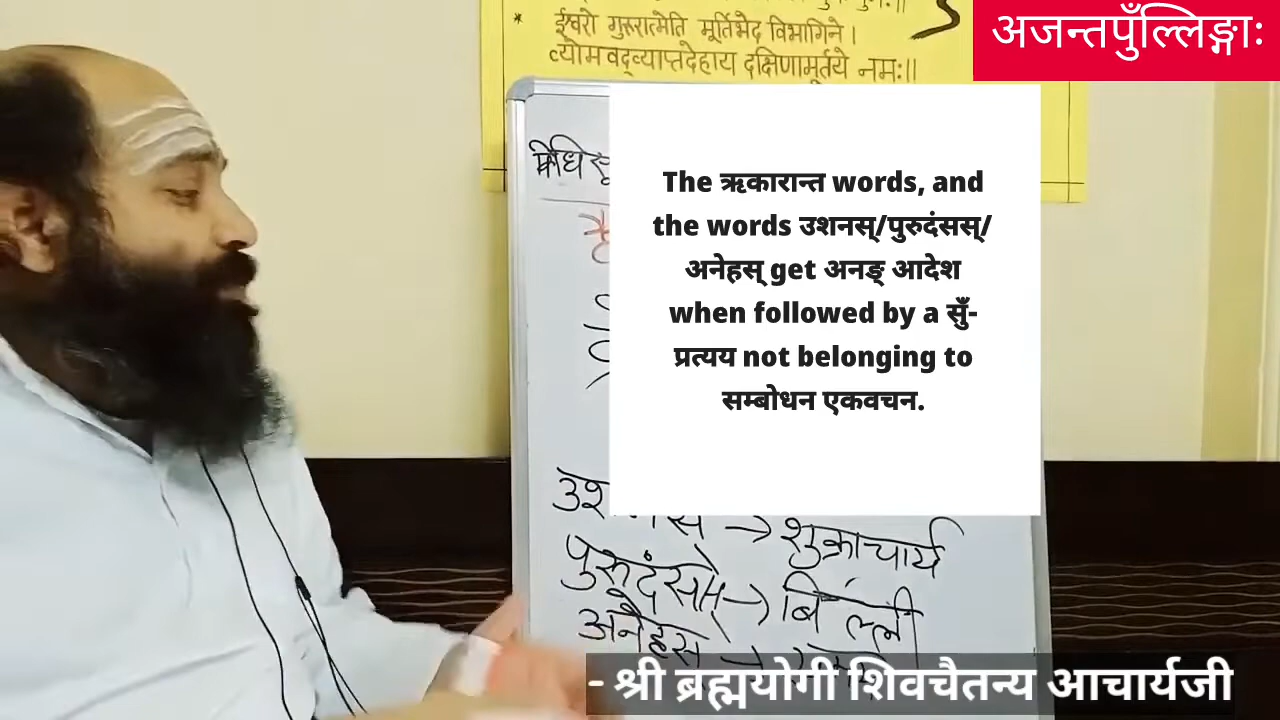 * ईश्वरो गुरुरात्मेति मूर्तिभेद विभागिने।
व्योमवद्व्याप्तदेहाय दक्षिणामूर्तये नमः॥
अजन्तपुँल्लिङ्गाः
The ऋकारान्त words, and
the words उशनस्/पुरुदंसस्/
अनेहस् get अनङ् आदेश
when followed by a सुँ-
प्रत्यय not belonging to
सम्बोधन एकवचन.
→ शुक्राचार्य
→ बिल्ली
अनेहस →
- श्री ब्रह्मयोगी शिवचैतन्य आचार्यजी